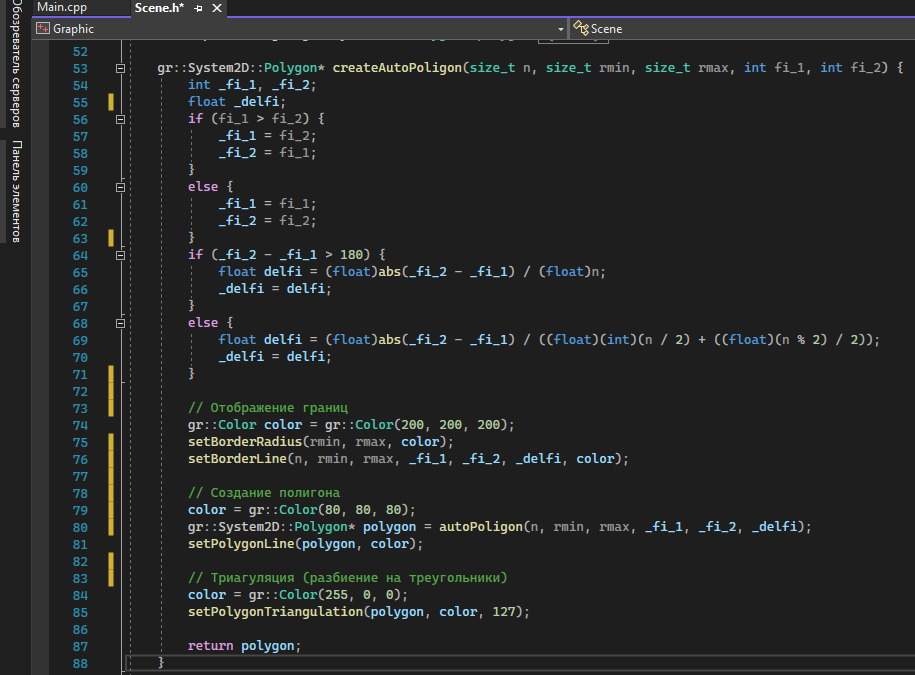 Обозреватель серверов
Панель элементов
Main.cpp
Scene.h*
Graphic
Scene
52
53 gr::System2D::Polygon* createAutoPoligon(size_t n, size_t rmin, size_t rmax, int fi_1, int fi_2) {
54 int _fi_1, _fi_2;
55 float _delfi;
56 if (fi_1 > fi_2) {
57 _fi_1 = fi_2;
58 _fi_2 = fi_1;
59 }
60 else {
61 _fi_1 = fi_1;
62 _fi_2 = fi_2;
63 }
64 if (_fi_2 - _fi_1 > 180) {
65 float delfi = (float)abs(_fi_2 - _fi_1) / (float)n;
66 _delfi = delfi;
67 }
68 else {
69 float delfi = (float)abs(_fi_2 - _fi_1) / ((float)(int)(n / 2) + ((float)(n % 2) / 2));
70 _delfi = delfi;
71 }
72
73 // Отображение границ
74 gr::Color color = gr::Color(200, 200, 200);
75 setBorderRadius(rmin, rmax, color);
76 setBorderLine(n, rmin, rmax, _fi_1, _fi_2, _delfi, color);
77
78 // Создание полигона
79 color = gr::Color(80, 80, 80);
80 gr::System2D::Polygon* polygon = autoPoligon(n, rmin, rmax, _fi_1, _fi_2, _delfi);
81 setPolygonLine(polygon, color);
82
83 // Триагуляция (разбиение на треугольники)
84 color = gr::Color(255, 0, 0);
85 setPolygonTriangulation(polygon, color, 127);
86
87 return polygon;
88 }